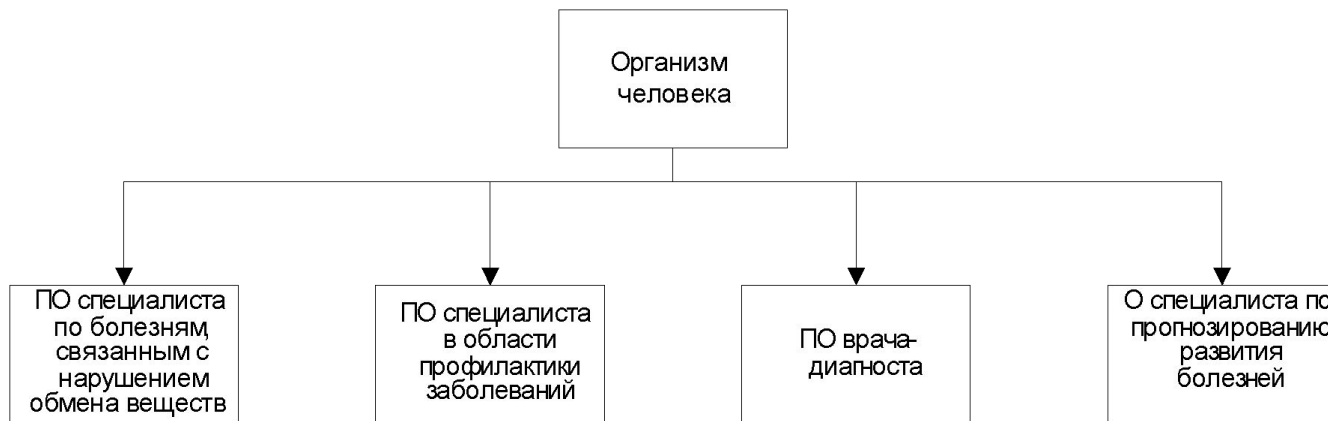 Организм
человека
ПО специалиста
по болезням,
связанным с
нарушением
обмена веществ
ПО специалиста
в области
профилактики
заболеваний
ПО врача-
диагноста
О специалиста по
прогнозированию
развития
болезней